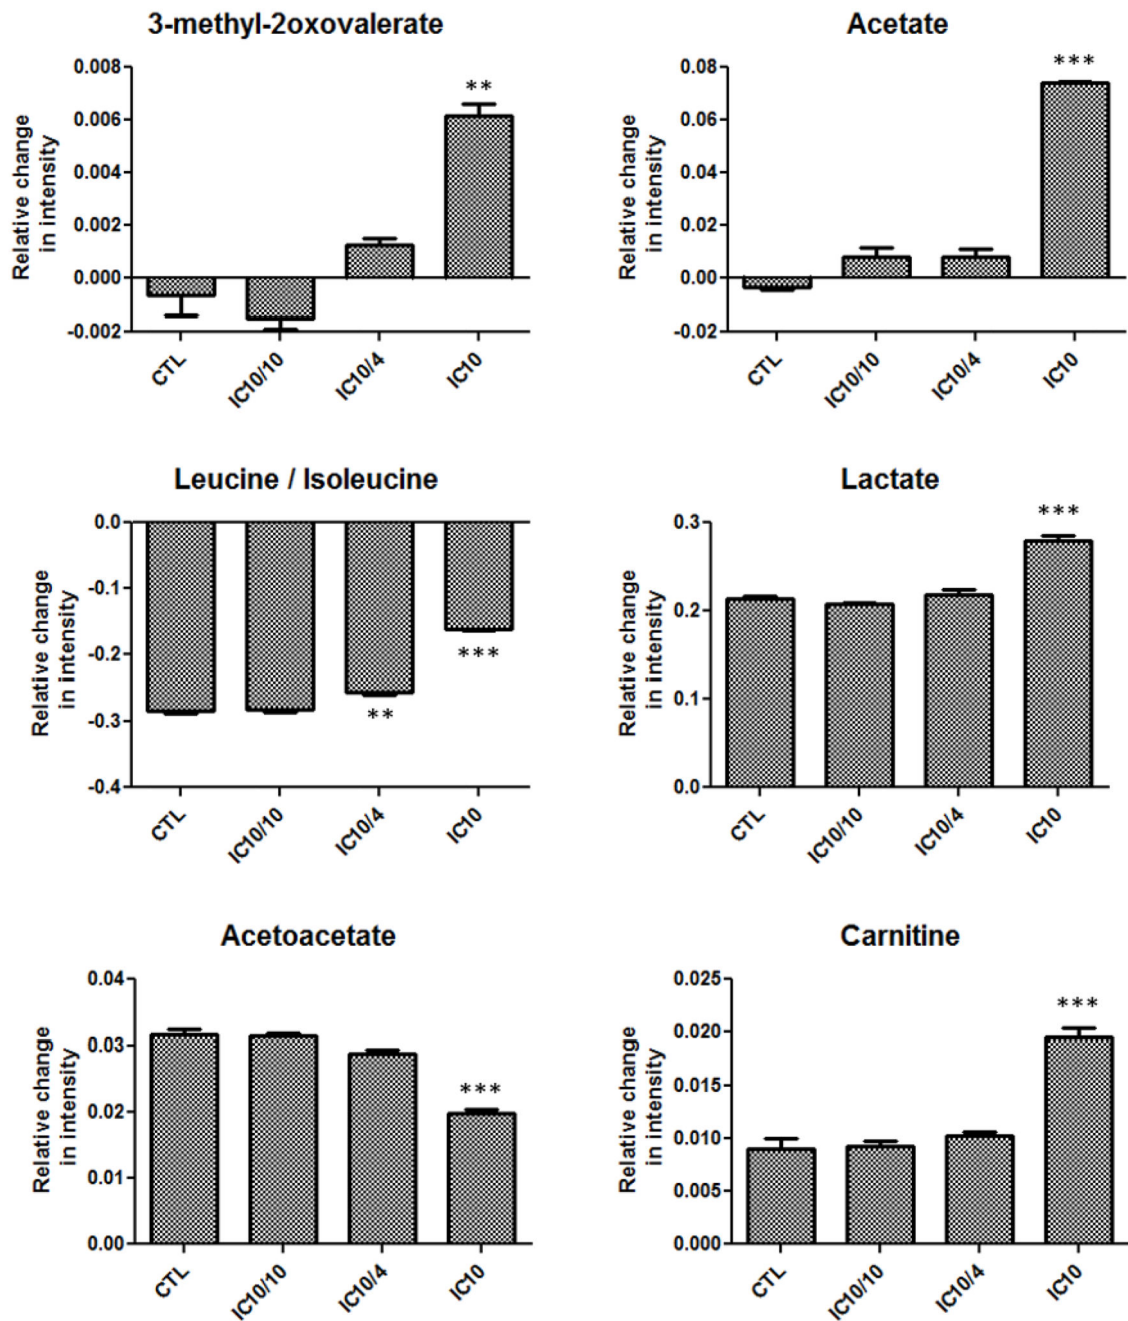 3-methyl-2oxovalerate
Relative change
in intensity
0.008
0.006
0.004
0.002
0.000
-0.002
**
CTL
IC10/10
IC10/4
IC10
Acetate
Relative change
in intensity
0.08
0.06
0.04
0.02
0.00
-0.02
***
CTL
IC10/10
IC10/4
IC10
Leucine / Isoleucine
Relative change
in intensity
0.0
-0.1
-0.2
-0.3
-0.4
**
***
CTL
IC10/10
IC10/4
IC10
Lactate
Relative change
in intensity
0.3
0.2
0.1
0.0
***
CTL
IC10/10
IC10/4
IC10
Acetoacetate
Relative change
in intensity
0.04
0.03
0.02
0.01
0.00
***
CTL
IC10/10
IC10/4
IC10
Carnitine
Relative change
in intensity
0.025
0.020
0.015
0.010
0.005
0.000
***
CTL
IC10/10
IC10/4
IC10